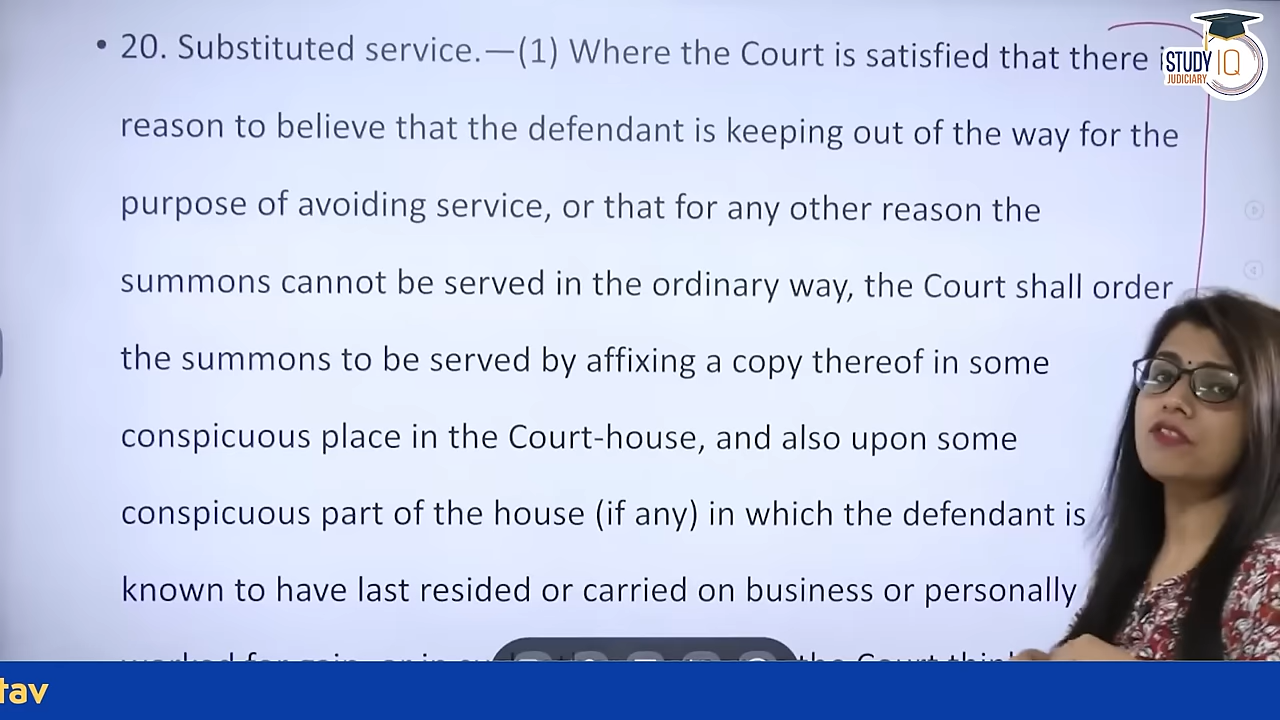 • 20. Substituted service.—(1) Where the Court is satisfied that there
reason to believe that the defendant is keeping out of the way for the
purpose of avoiding service, or that for any other reason the
summons cannot be served in the ordinary way, the Court shall order
the summons to be served by affixing a copy thereof in some
conspicuous place in the Court-house, and also upon some
conspicuous part of the house (if any) in which the defendant is
known to have last resided or carried on business or personally
the Court
STUDY IQ
JUDICIARY
tav